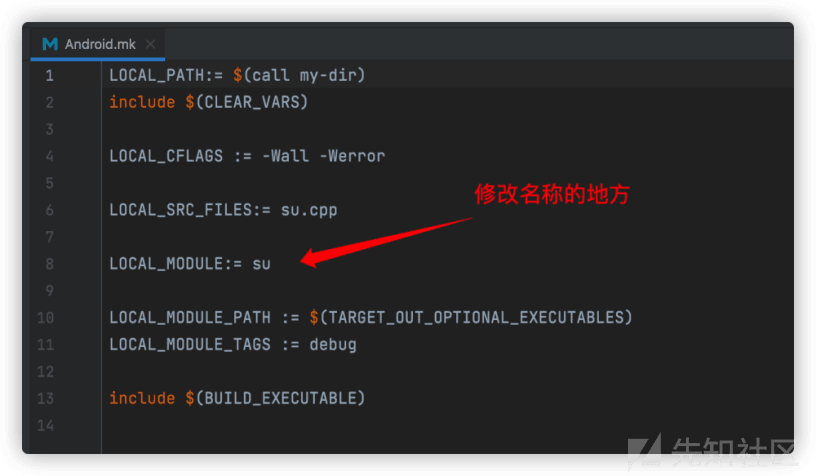 Android.mk
1 LOCAL_PATH:= $(call my-dir)
2 include $(CLEAR_VARS)
3
4 LOCAL_CFLAGS := -Wall -Werror
5
6 LOCAL_SRC_FILES:= su.cpp
修改名称的地方
7
8 LOCAL_MODULE:= su
9
10 LOCAL_MODULE_PATH := $(TARGET_OUT_OPTIONAL_EXECUTABLES)
11 LOCAL_MODULE_TAGS := debug
12
13 include $(BUILD_EXECUTABLE)
14
先知社区